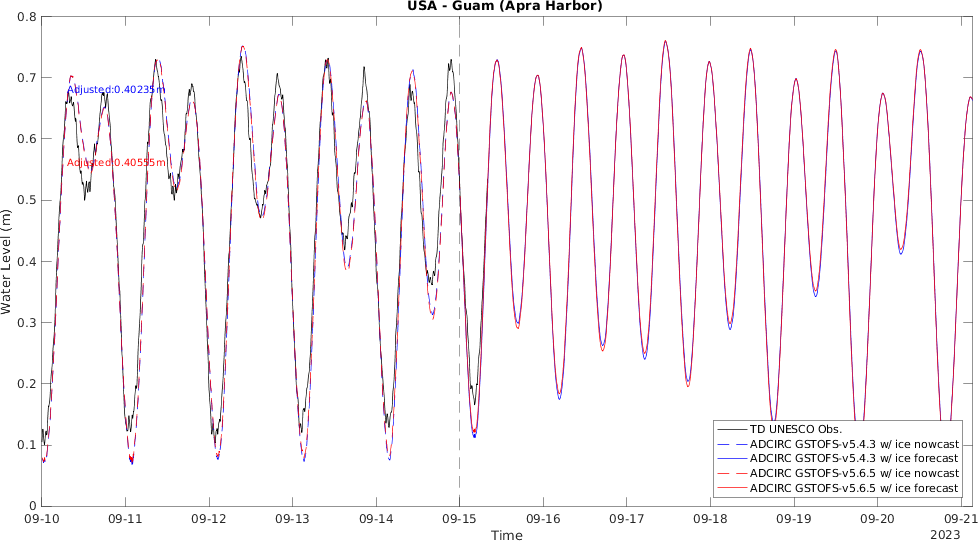 USA - Guam (Apra Harbor)
0.8
0.7
0.6
0.5
0.4
0.3
0.2
0.1
0
Water Level (m)
Adjusted:0.40235m
Adjusted:0.40555m
TD UNESCO Obs.
ADCIRC GSTOFS-v5.4.3 w/ ice nowcast
ADCIRC GSTOFS-v5.4.3 w/ ice forecast
ADCIRC GSTOFS-v5.6.5 w/ ice nowcast
ADCIRC GSTOFS-v5.6.5 w/ ice forecast
09-10 09-11 09-12 09-13 09-14 09-15 09-16 09-17 09-18 09-19 09-20 09-21
Time
2023